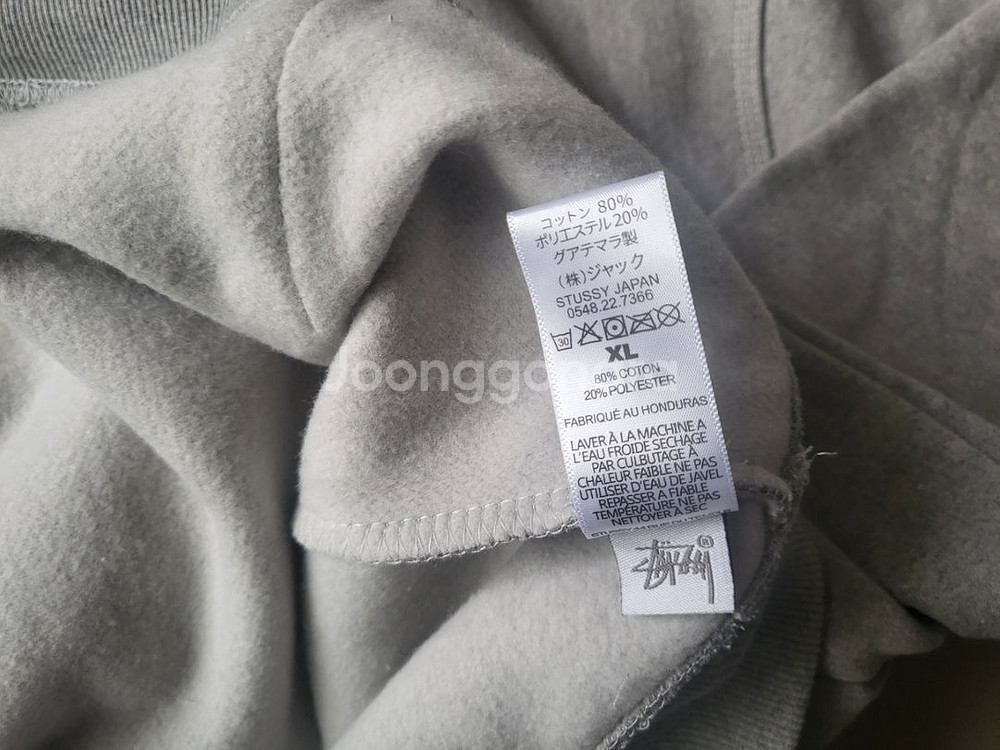 コットン 80%
ポリエステル 20%
グアテマラ製
(株)ジャック
STUSSY JAPAN
0548.22.7366
30
XL
80% COTON
20% POLYESTER
FABRIQUÉ AU HONDURAS
LAVER À LA MACHINE A
L'EAU FROIDE SECHAGE
PAR CULBUTAGE À
CHALEUR FAIBLE NE PAS
UTILISER D'EAU DE JAVEL
REPASSER A FIABLE
TEMPÉRATURE NE PAS
NETTOYER À SEC
Stüssy ®